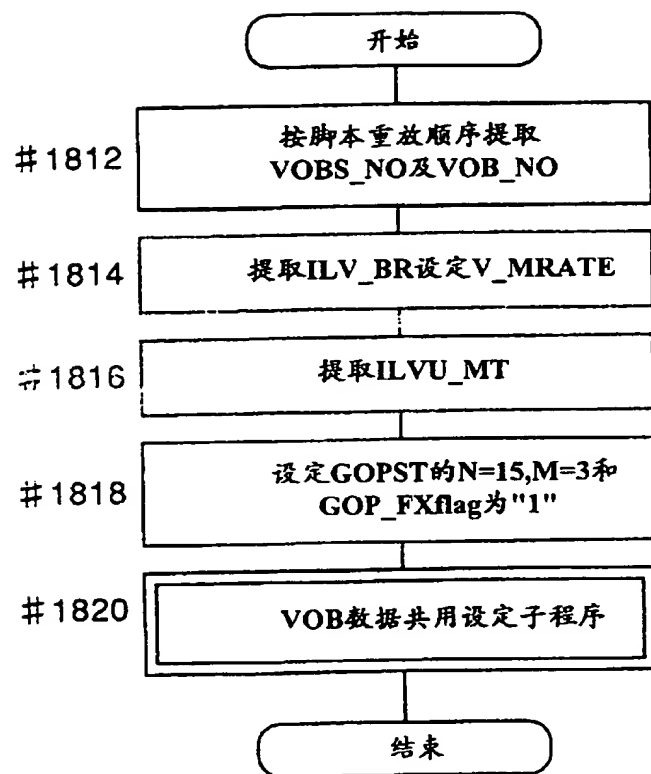 开始
#1812
按脚本重放顺序提取
VOBS_NO及VOB_NO
#1814
提取ILV_BR设定V_MRATE
#1816
提取ILVU_MT
#1818
设定GOPST的N=15,M=3和
GOP_FXflag为"1"
#1820
VOB数据共用设定子程序
结束